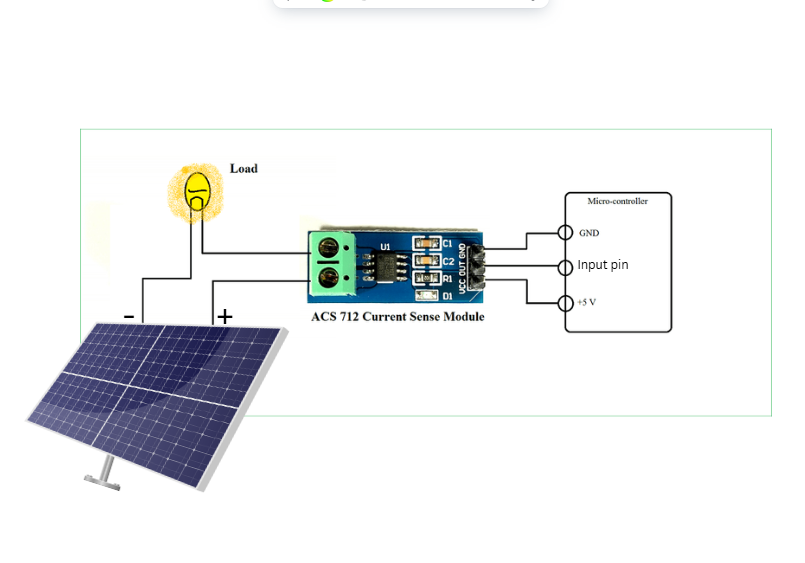 Load
Micro-controller
GND
Input pin
+5 V
U1
C1
C2
R1
D1
VCC OUT GND
ACS 712 Current Sense Module
- +